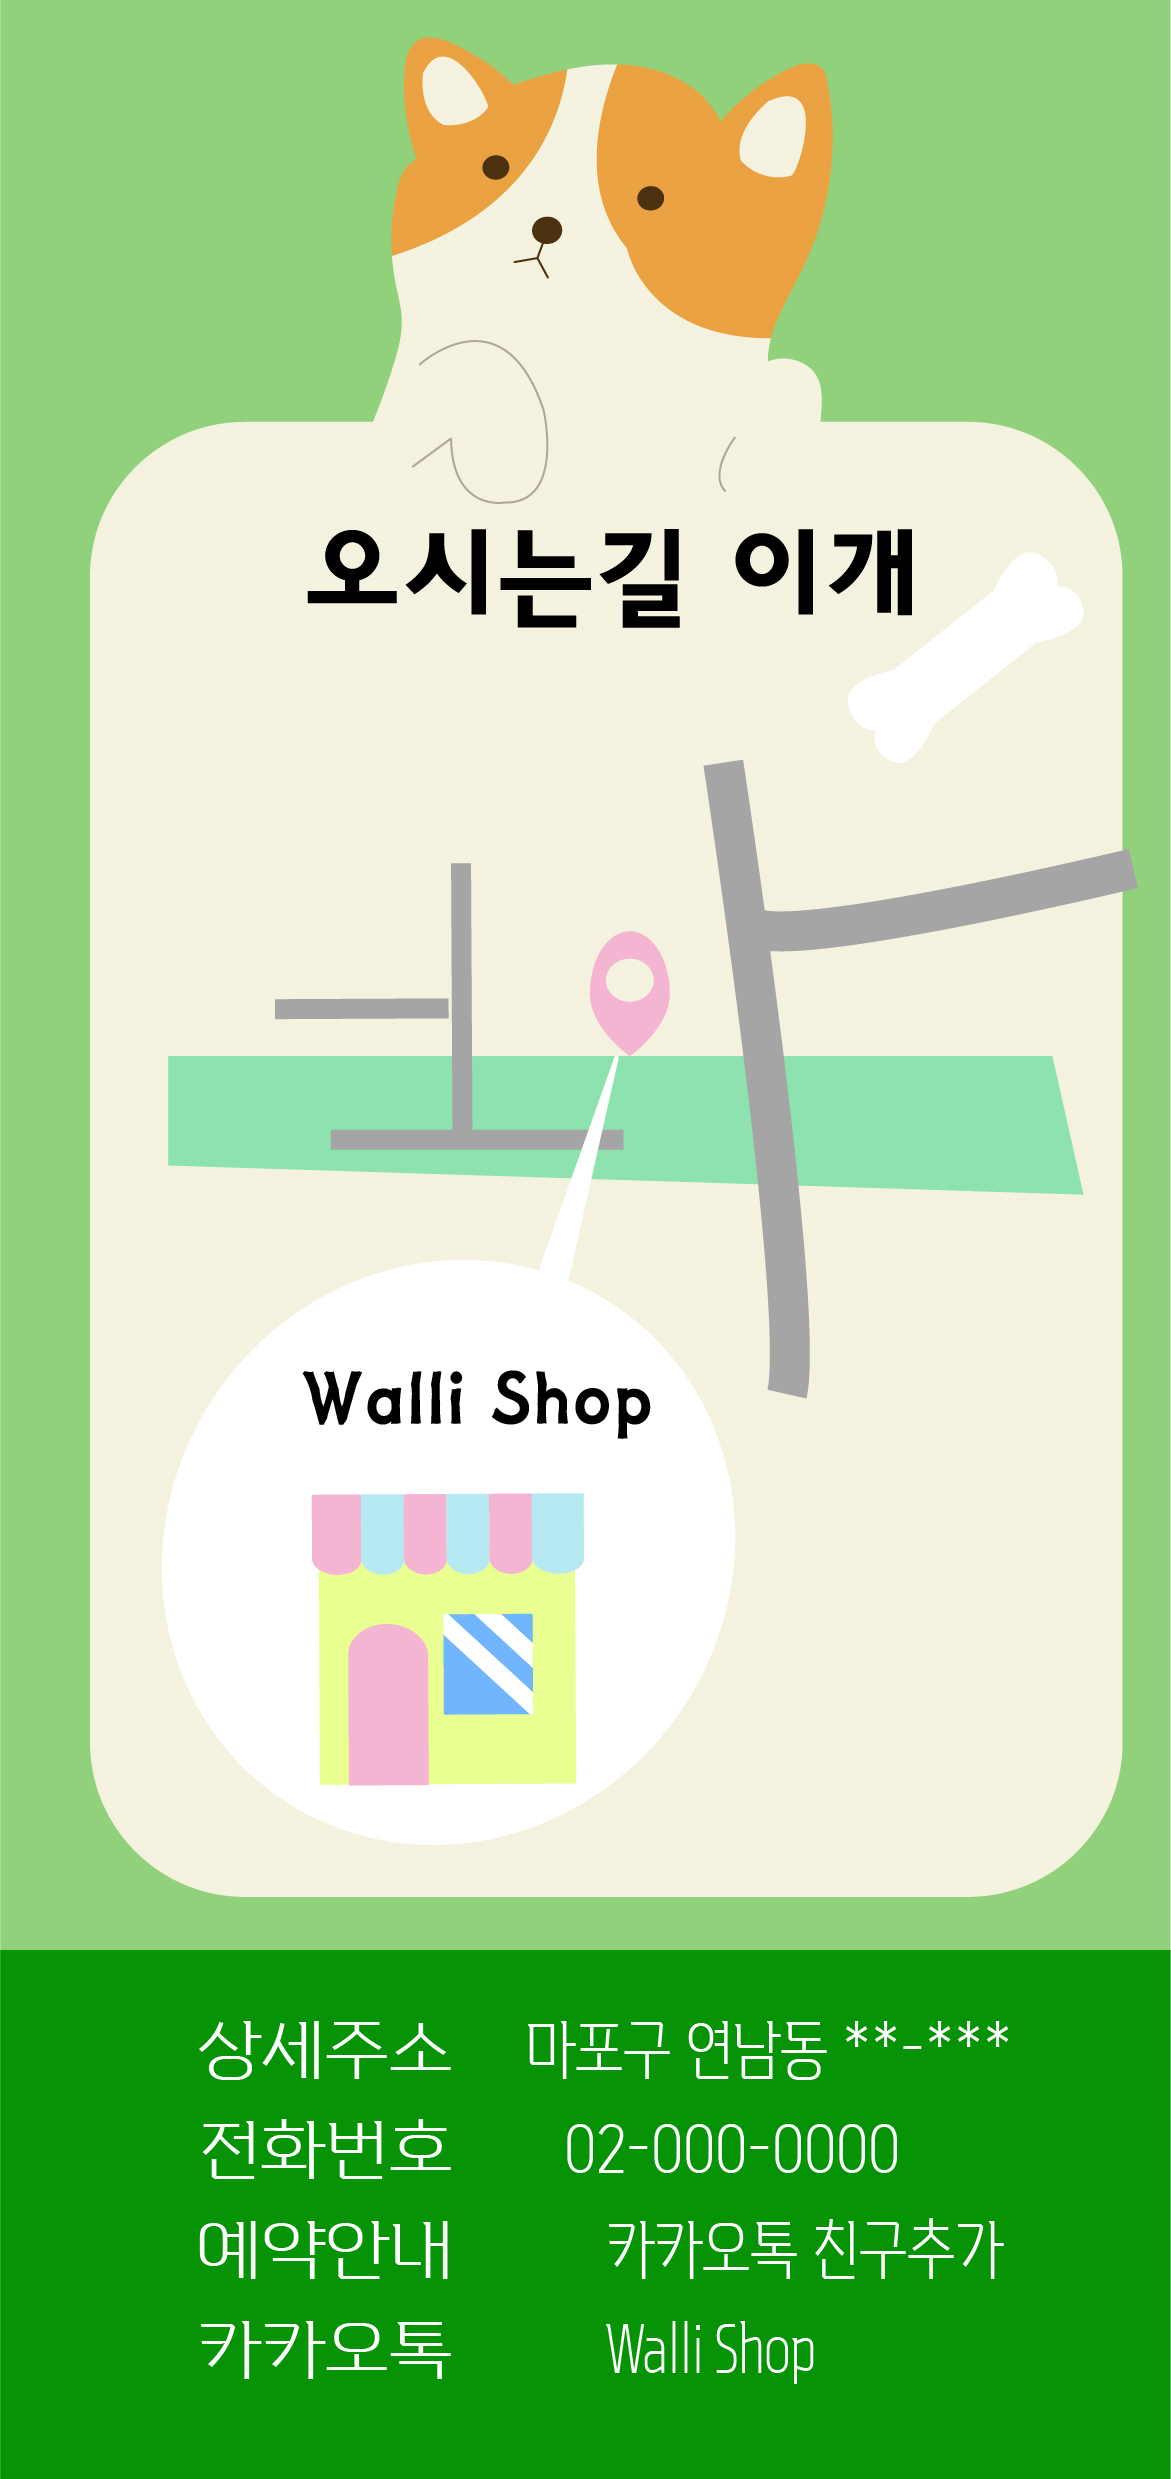 오시는길 이개
Walli Shop
상세주소 마포구 연남동 **-***
전화번호 02-000-0000
예약안내 카카오톡 친구추가
카카오톡 Walli Shop